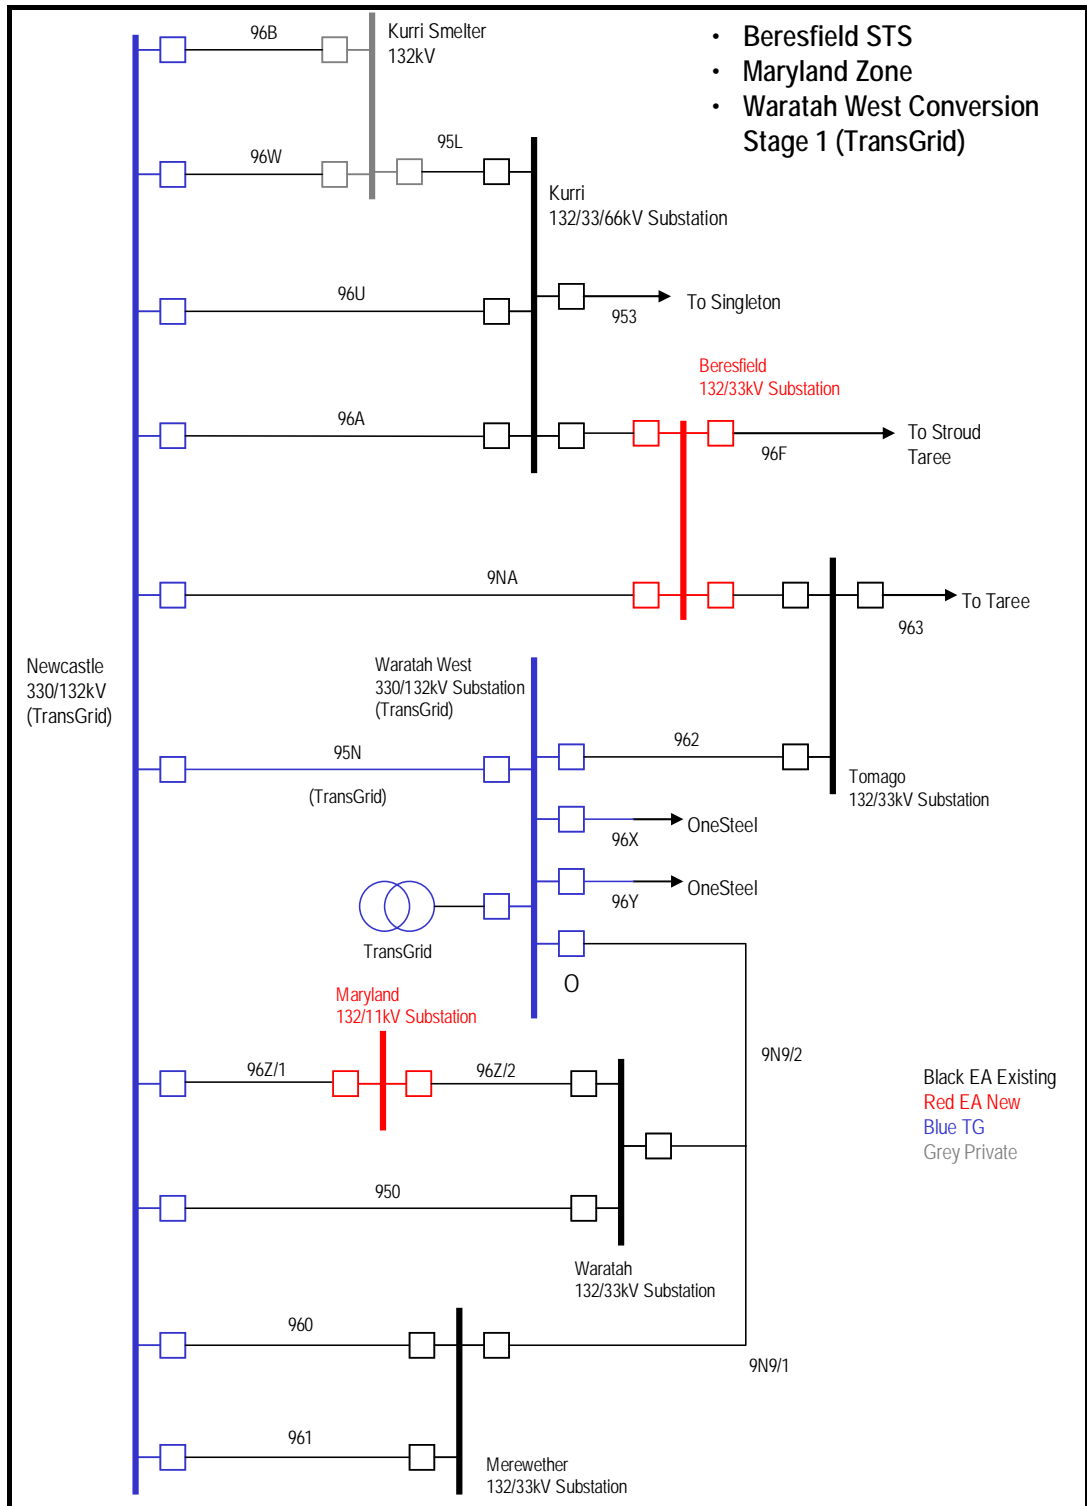 • Beresfield STS
• Maryland Zone
• Waratah West Conversion
Stage 1 (TransGrid)
96B
Kurri Smelter
132kV
96W
95L
Kurri
132/33/66kV Substation
96U
953
To Singleton
Beresfield
132/33kV Substation
96A
96F
To Stroud
Taree
9NA
963
To Taree
Newcastle
330/132kV
(TransGrid)
Waratah West
330/132kV Substation
(TransGrid)
95N
(TransGrid)
962
Tomago
132/33kV Substation
96X
OneSteel
96Y
OneSteel
TransGrid
O
Maryland
132/11kV Substation
96Z/1
96Z/2
9N9/2
Black EA Existing
Red EA New
Blue TG
Grey Private
950
Waratah
132/33kV Substation
960
9N9/1
961
Merewether
132/33kV Substation